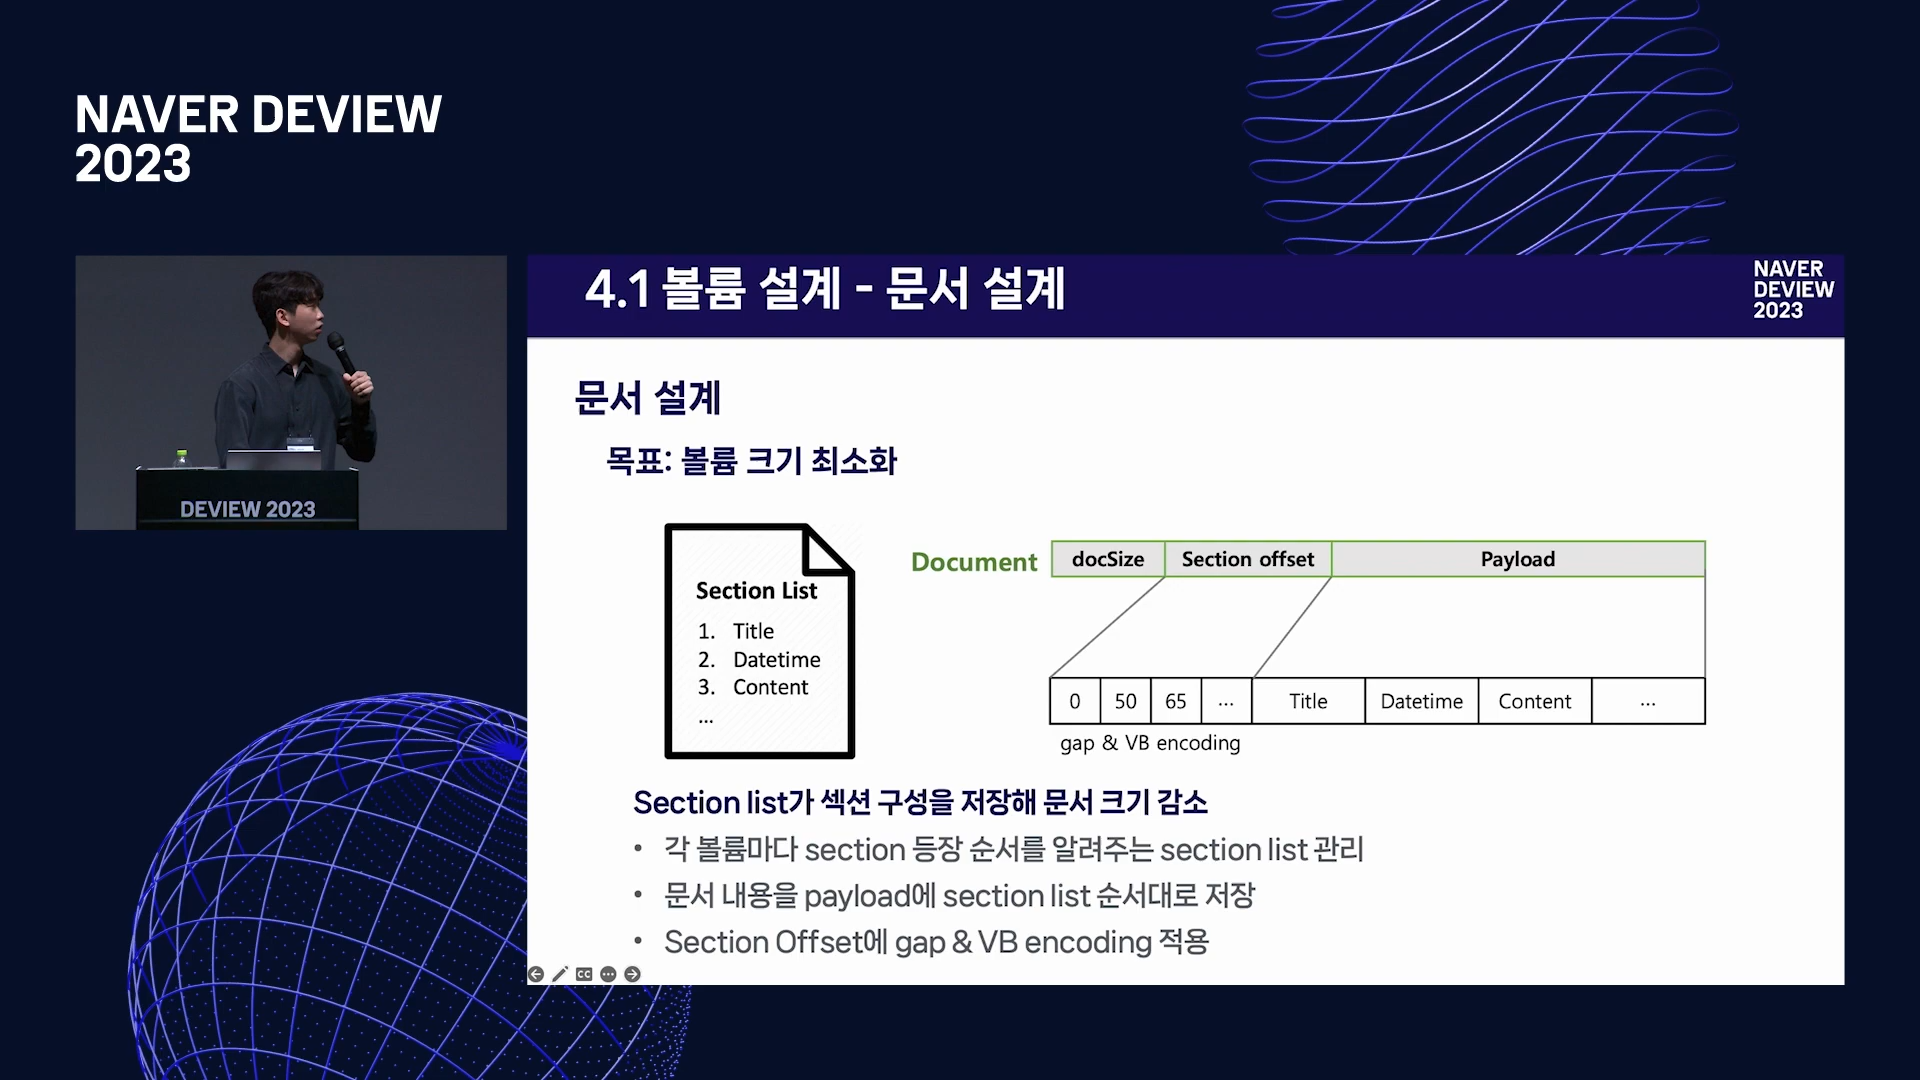 NAVER DEVIEW
2023
DEVIEW 2023
4.1 볼륨 설계 - 문서 설계
NAVER
DEVIEW
2023
문서 설계
목표: 볼륨 크기 최소화
Section List
1. Title
2. Datetime
3. Content
...
Document docSize Section offset Payload
0 50 65 ... Title Datetime Content ...
gap & VB encoding
Section list가 섹션 구성을 저장해 문서 크기 감소
• 각 볼륨마다 section 등장 순서를 알려주는 section list 관리
• 문서 내용을 payload에 section list 순서대로 저장
• Section Offset에 gap & VB encoding 적용
CC